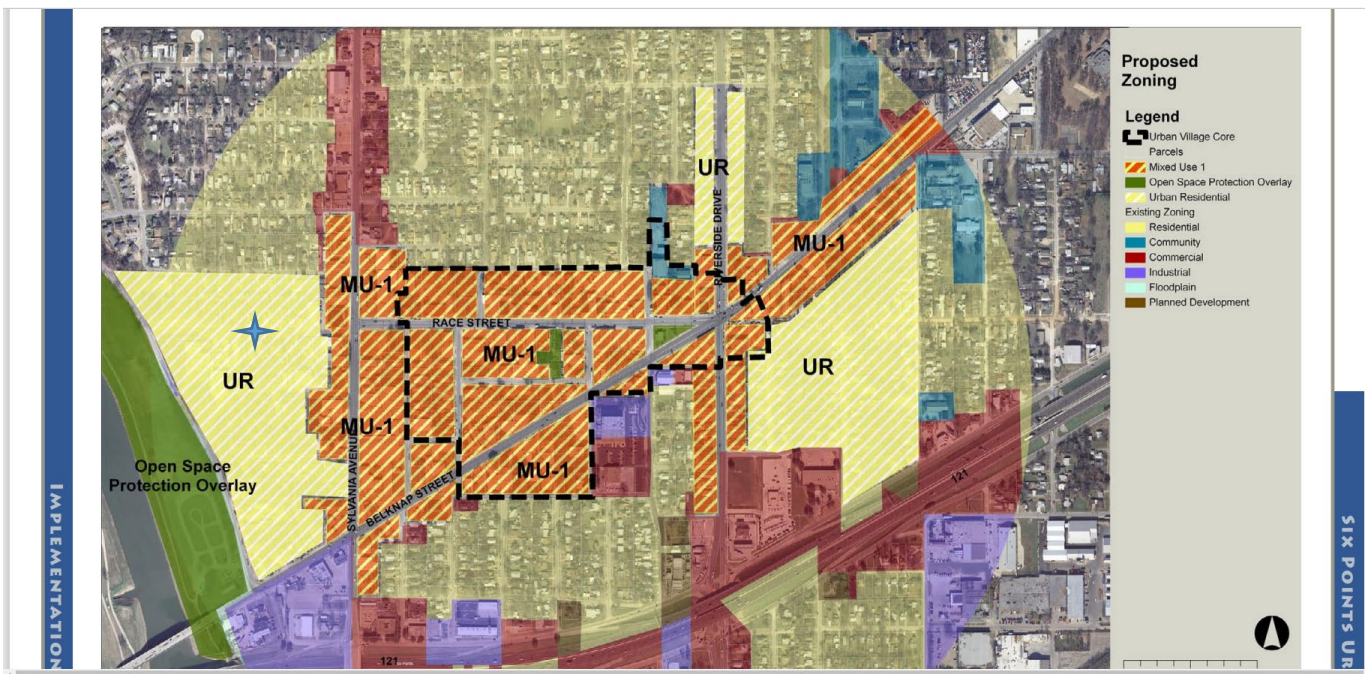 IMPLEMENTATION
UR
RIVERSIDE DRIVE
MU-1
MU-1
RACE STREET
MU-1
UR
UR
MU-1
SYLVANIA AVENUE
Open Space
Protection Overlay
MU-1
BELKNAP STREET
121
121
Proposed
Zoning
Legend
Urban Village Core
Parcels
Mixed Use 1
Open Space Protection Overlay
Urban Residential
Existing Zoning
Residential
Community
Commercial
Industrial
Floodplain
Planned Development
SIX POINTS UR